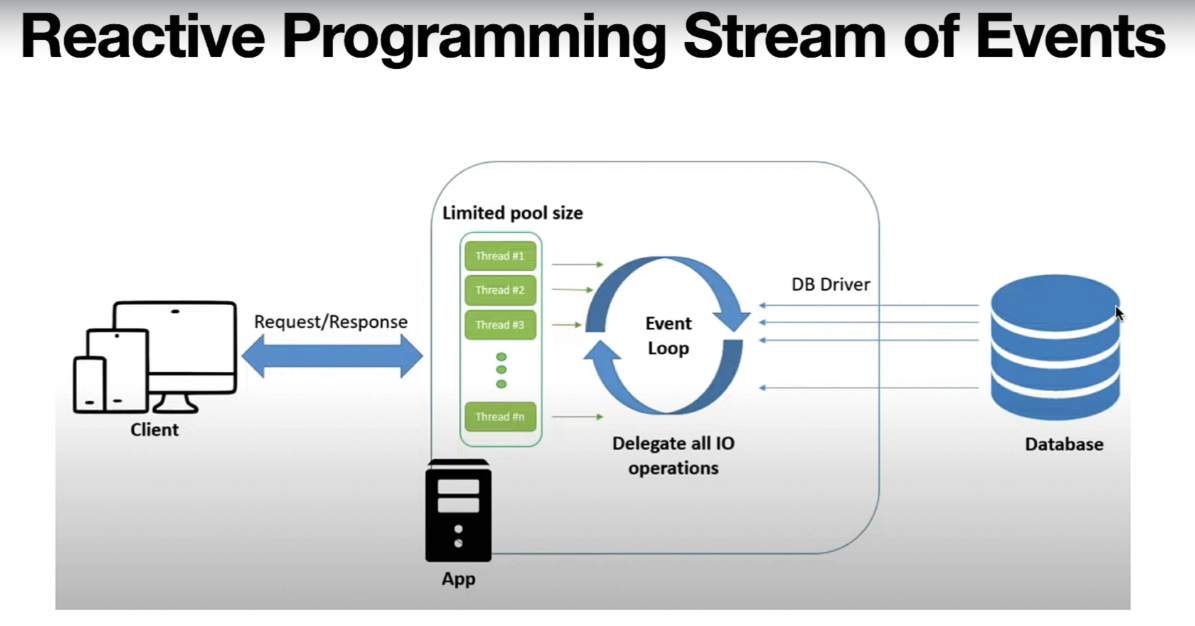 Reactive Programming Stream of Events
Limited pool size
Thread #1
Thread #2
Thread #3
Thread #n
Request/Response
Client
Event
Loop
Delegate all IO
operations
DB Driver
Database
App